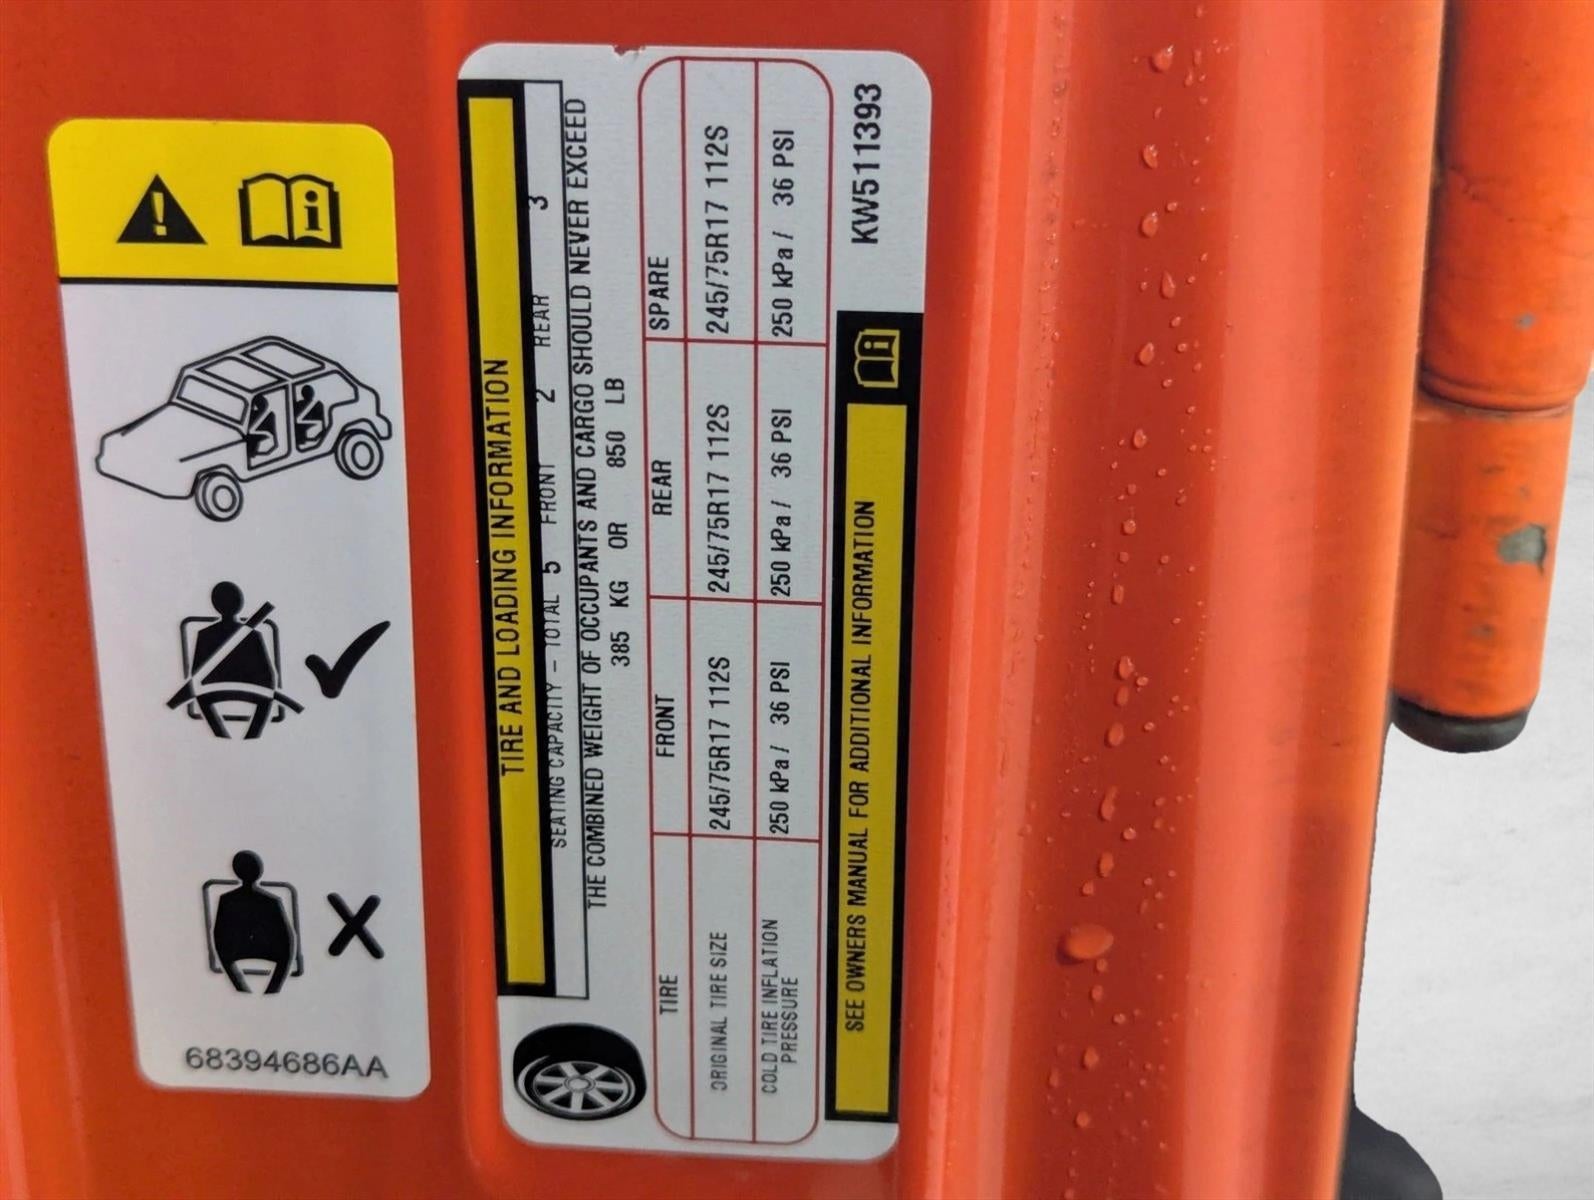 68394686AA
TIRE AND LOADING INFORMATION
SEATING CAPACITY - TOTAL 5 FRONT 2 REAR 3
THE COMBINED WEIGHT OF OCCUPANTS AND CARGO SHOULD NEVER EXCEED
385 KG OR 850 LB
TIRE FRONT REAR SPARE
ORIGINAL TIRE SIZE 245/75R17 112S 245/75R17 112S 245/75R17 112S
COLD TIRE INFLATION PRESSURE 250 kPa / 36 PSI 250 kPa / 36 PSI 250 kPa / 36 PSI
SEE OWNERS MANUAL FOR ADDITIONAL INFORMATION
KW511393